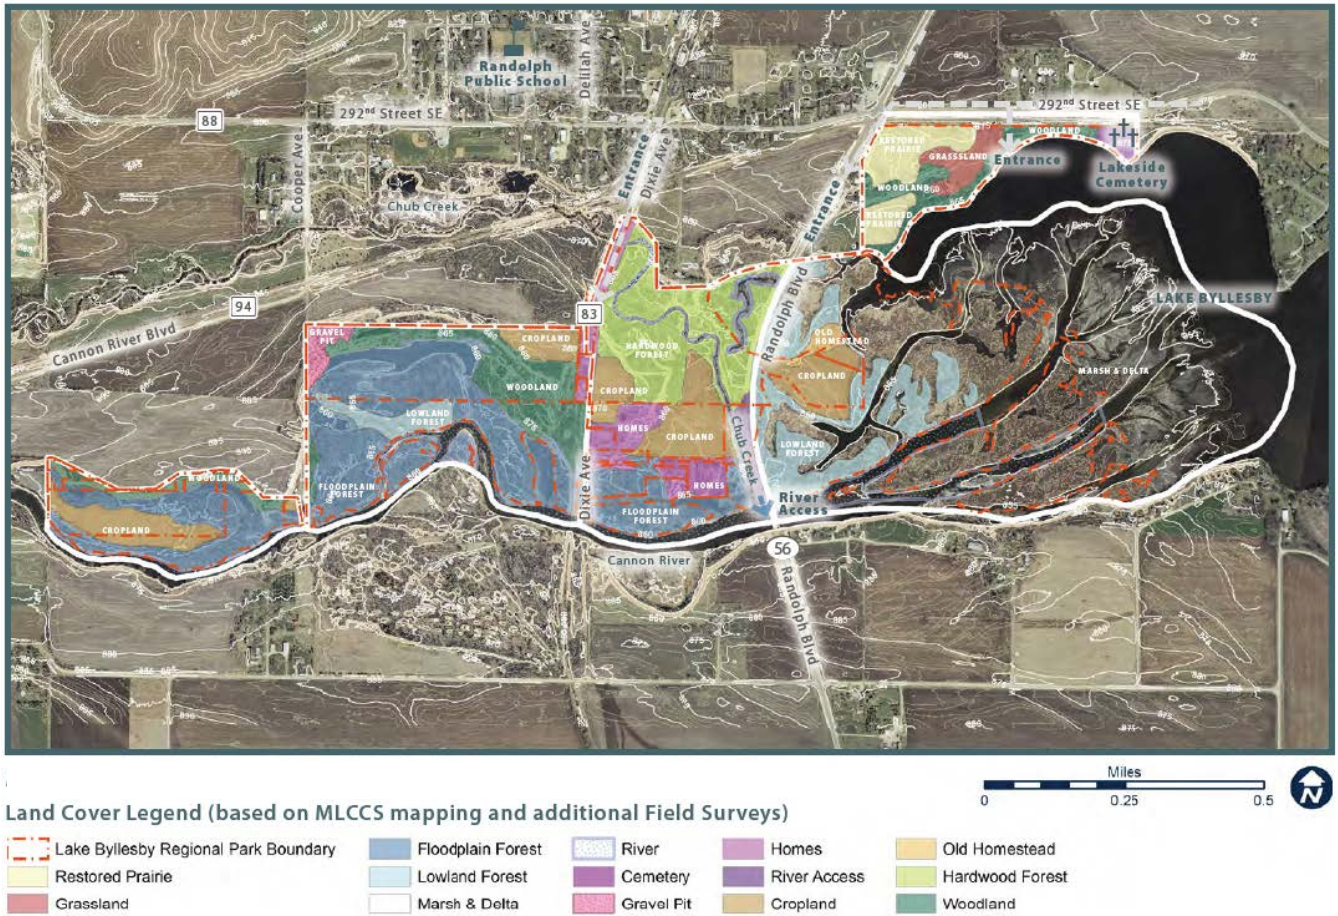 Randolph
Public School
Delilah Ave
292nd Street SE
88
292nd Street SE
Cooper Ave
Entrance
Dixie Ave
Chub Creek
RESTORED
PRAIRIE
GRASSSLAND
WOODLAND
Entrance
Lakeside
Cemetery
WOODLAND
RESTORED
PRAIRIE
Entrance
94
Cannon River Blvd
83
Randolph Blvd
LAKE BYLLESBY
GRAVEL
PIT
CROPLAND
HARDWOOD
FOREST
OLD
HOMESTEAD
MARSH & DELTA
WOODLAND
CROPLAND
CROPLAND
LOWLAND
FOREST
HOMES
CROPLAND
Chub Creek
LOWLAND
FOREST
WOODLAND
FLOODPLAIN
FOREST
Dixie Ave
HOMES
River
Access
CROPLAND
FLOODPLAIN
FOREST
Cannon River
56
Randolph Blvd
Miles
0 0.25 0.5
N
Land Cover Legend (based on MLCCS mapping and additional Field Surveys)
Lake Byllesby Regional Park Boundary
Floodplain Forest
River
Homes
Old Homestead
Restored Prairie
Lowland Forest
Cemetery
River Access
Hardwood Forest
Grassland
Marsh & Delta
Gravel Pit
Cropland
Woodland